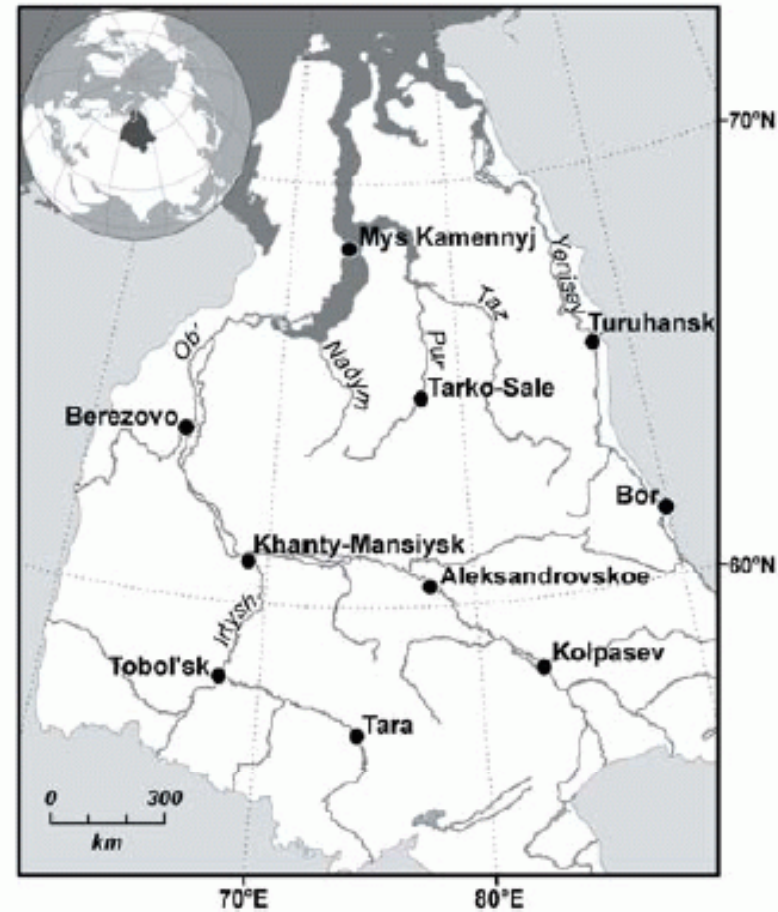 70°N
Mys Kamennyj
Yenisey
Taz
Turuhansk
Ob'
Nadym
Pur
Tarko-Sale
Berezovo
Bor
Khanty-Mansiysk
60°N
Aleksandrovskoe
Irtysh
Kolpasev
Tobol'sk
Tara
0 300
km
70°E 80°E